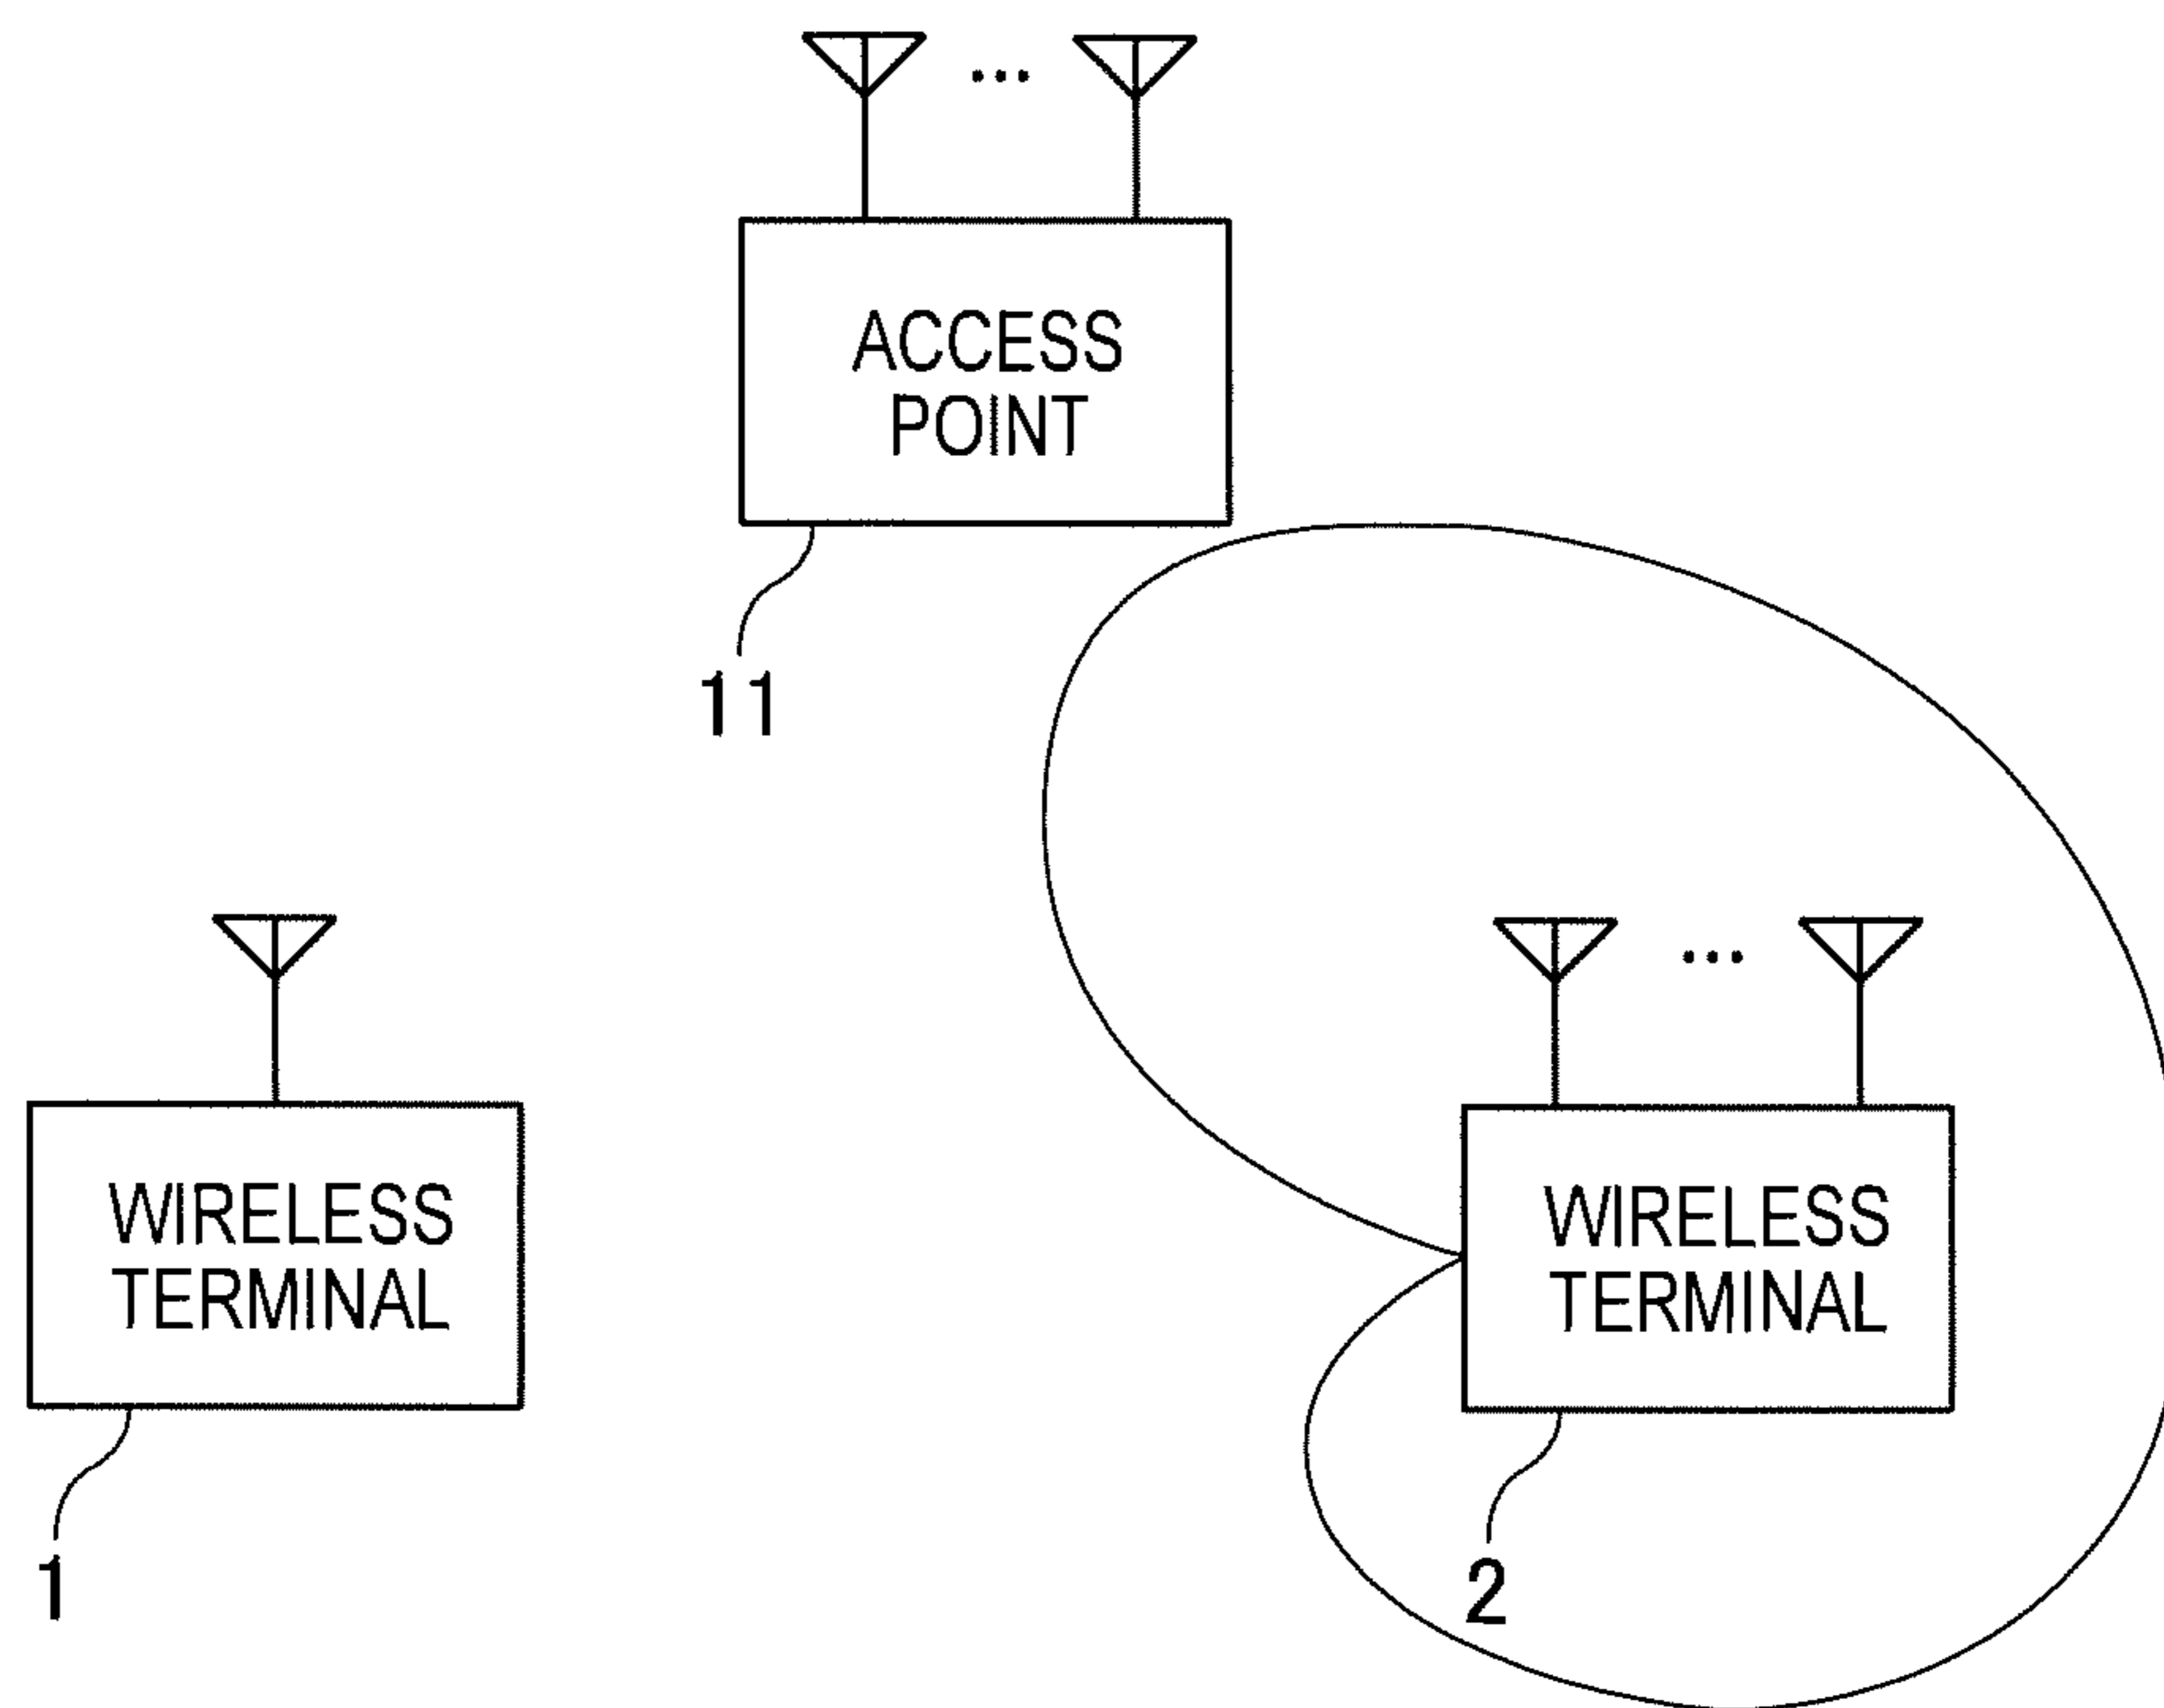 ACCESS
POINT
11
WIRELESS
TERMINAL
1
WIRELESS
TERMINAL
2